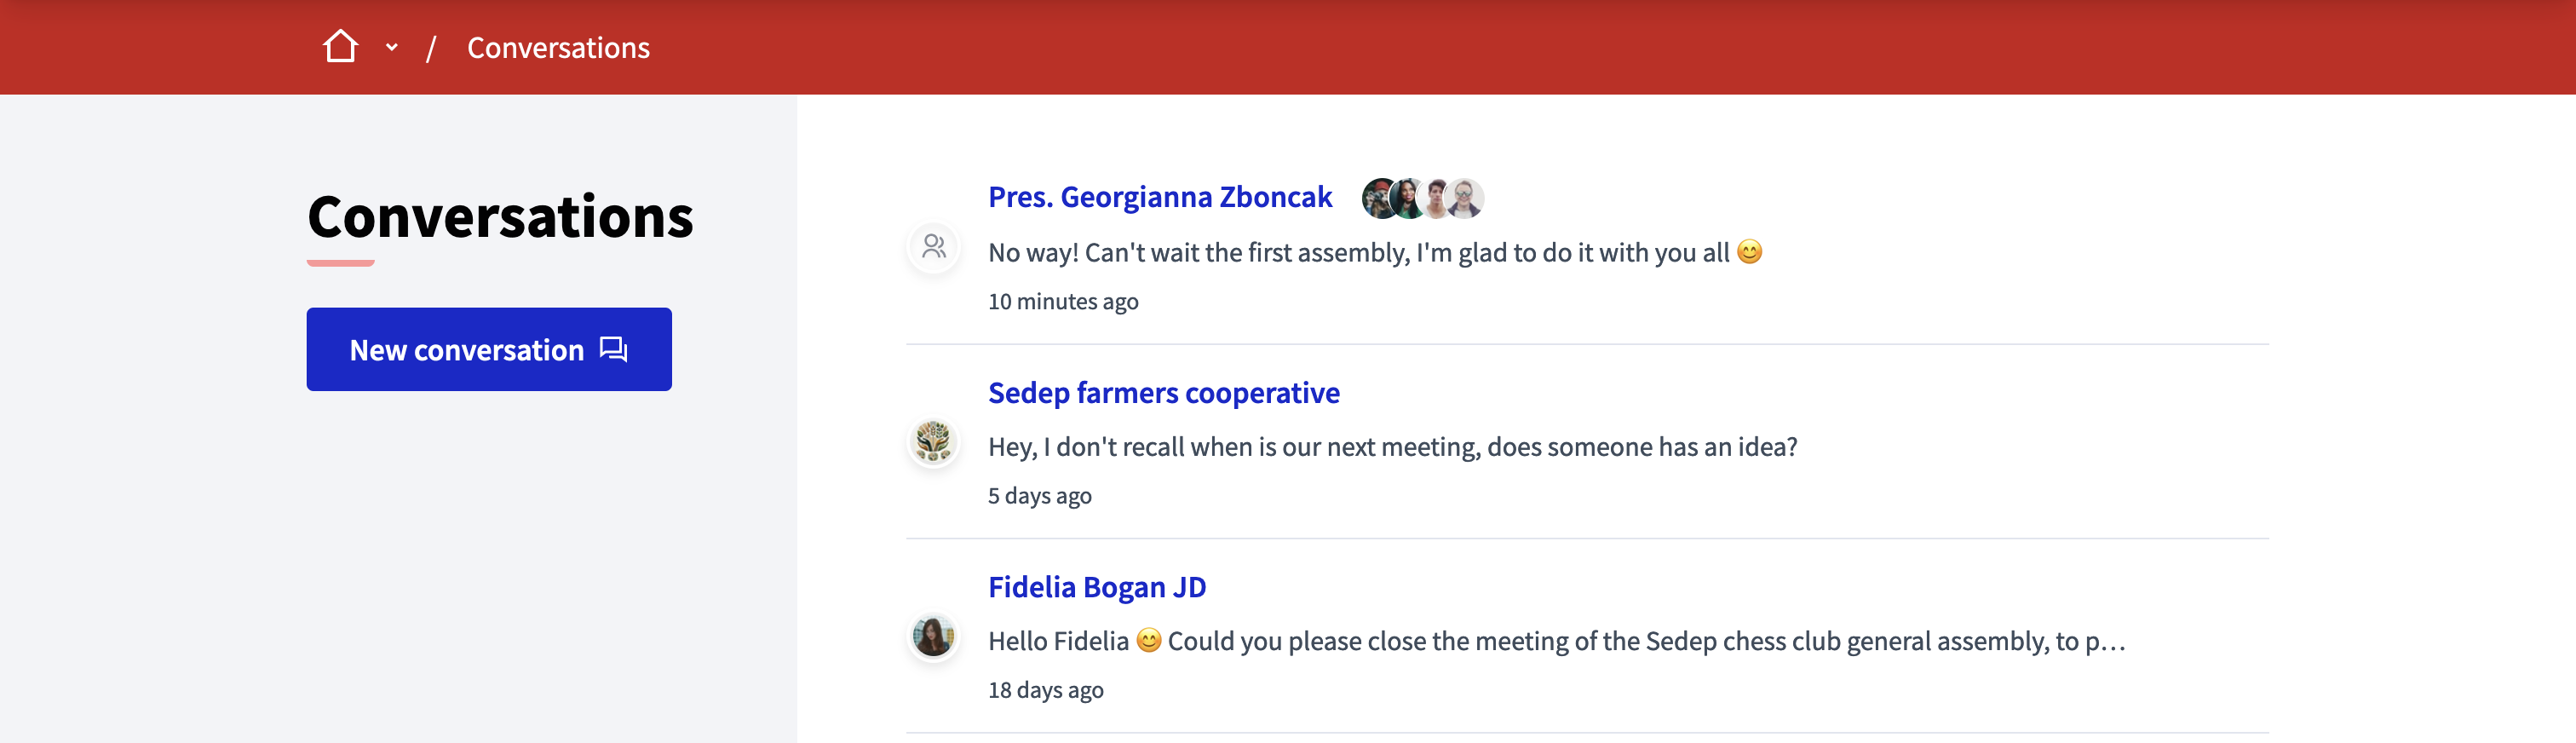 / Conversations
Conversations
New conversation
Pres. Georgianna Zboncak
No way! Can't wait the first assembly, I'm glad to do it with you all 😊
10 minutes ago
Sedep farmers cooperative
Hey, I don't recall when is our next meeting, does someone has an idea?
5 days ago
Fidelia Bogan JD
Hello Fidelia 😊 Could you please close the meeting of the Sedep chess club general assembly, to p…
18 days ago